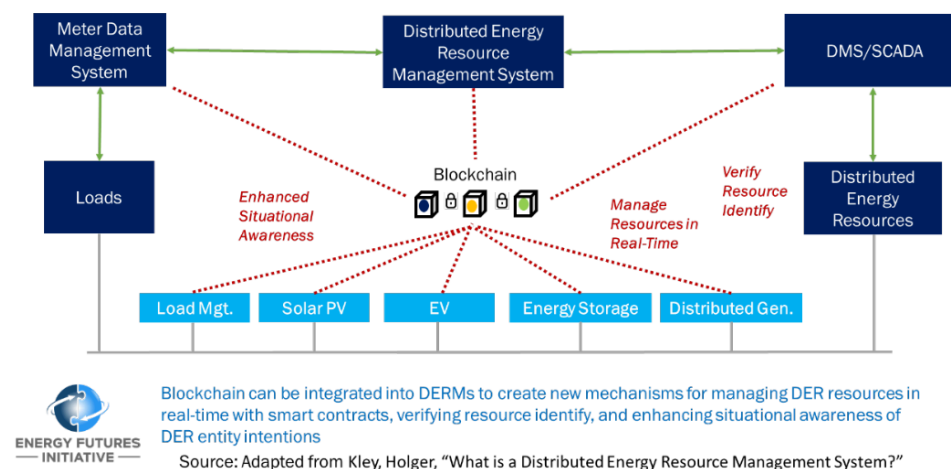 Meter Data
Management
System
Distributed Energy
Resource
Management System
DMS/SCADA
Blockchain
Loads
Enhanced
Situational
Awareness
Manage
Resources in
Real-Time
Verify
Resource
Identify
Distributed
Energy
Resources
Load Mgt.
Solar PV
EV
Energy Storage
Distributed Gen.
ENERGY FUTURES
INITIATIVE
Blockchain can be integrated into DERMs to create new mechanisms for managing DER resources in
real-time with smart contracts, verifying resource identify, and enhancing situational awareness of
DER entity intentions
Source: Adapted from Kley, Holger, “What is a Distributed Energy Resource Management System?”